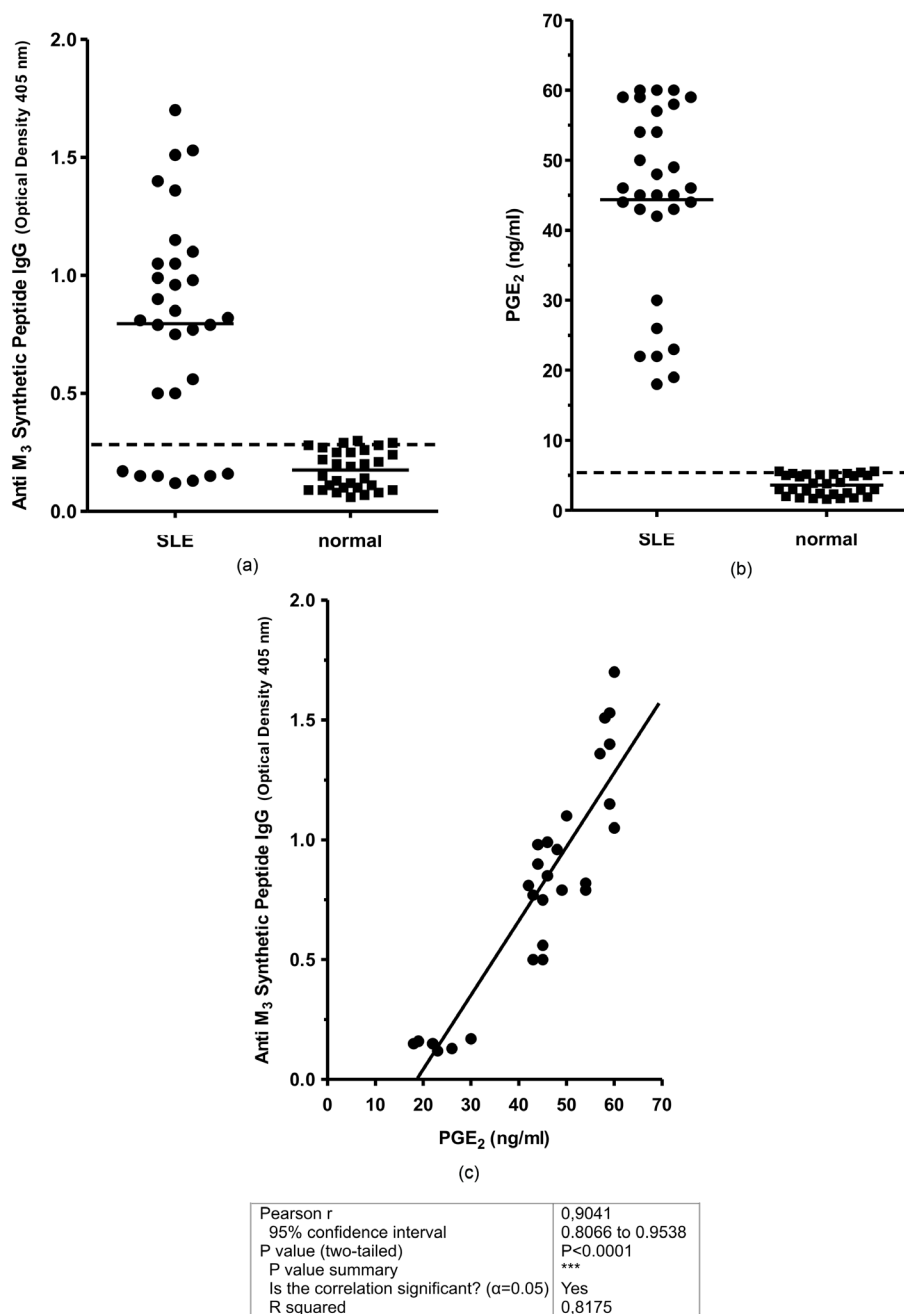 2.0
1.5
1.0
0.5
0.0
Anti M3 Synthetic Peptide IgG (Optical Density 405 nm)
SLE
normal
(a)
70
60
50
40
30
20
10
0
PGE2 (ng/ml)
SLE
normal
(b)
2.0
1.5
1.0
0.5
0.0
Anti M3 Synthetic Peptide IgG (Optical Density 405 nm)
0 10 20 30 40 50 60 70
PGE2 (ng/ml)
(c)
Pearson r 0,9041
95% confidence interval 0.8066 to 0.9538
P value (two-tailed) P<0.0001
P value summary ***
Is the correlation significant? (α=0.05) Yes
R squared 0,8175